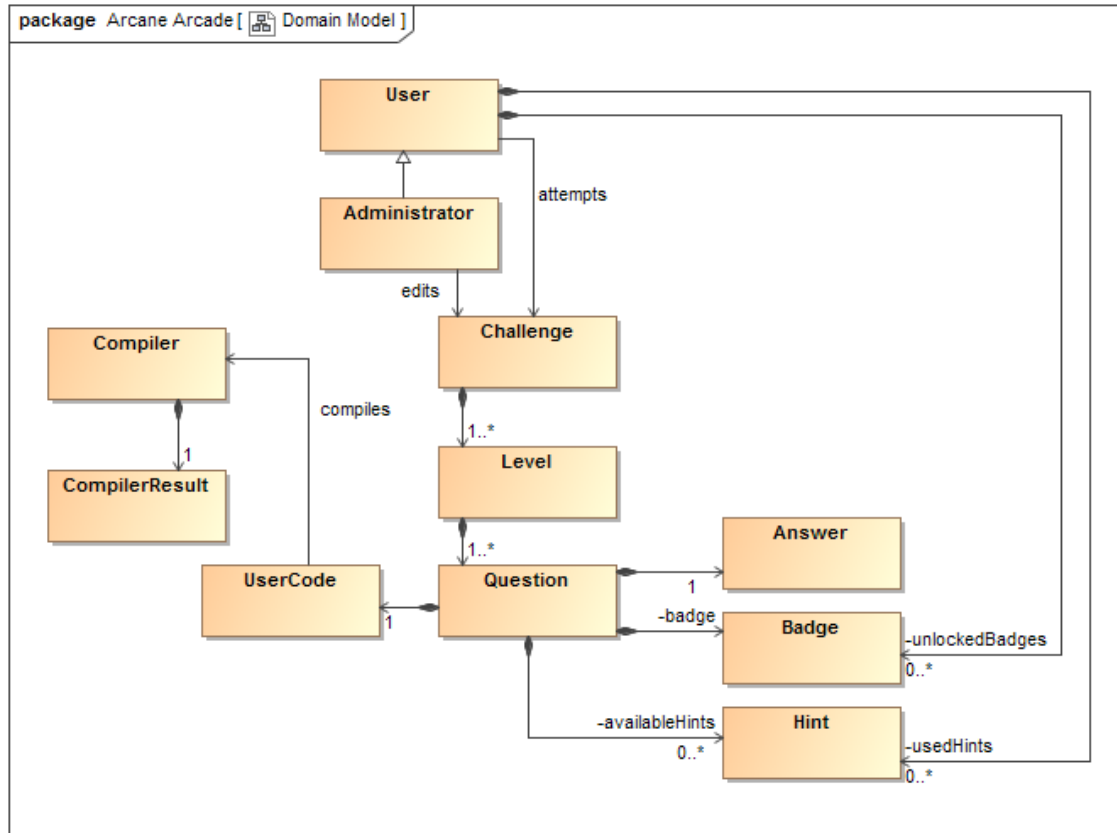 package Arcane Arcade [ Domain Model ]
User
attempts
Administrator
edits
Challenge
Compiler
compiles
1..*
1
Level
CompilerResult
1..*
Answer
UserCode
Question
1
1
-badge
Badge
-unlockedBadges
0..*
-availableHints
0..*
Hint
-usedHints
0..*